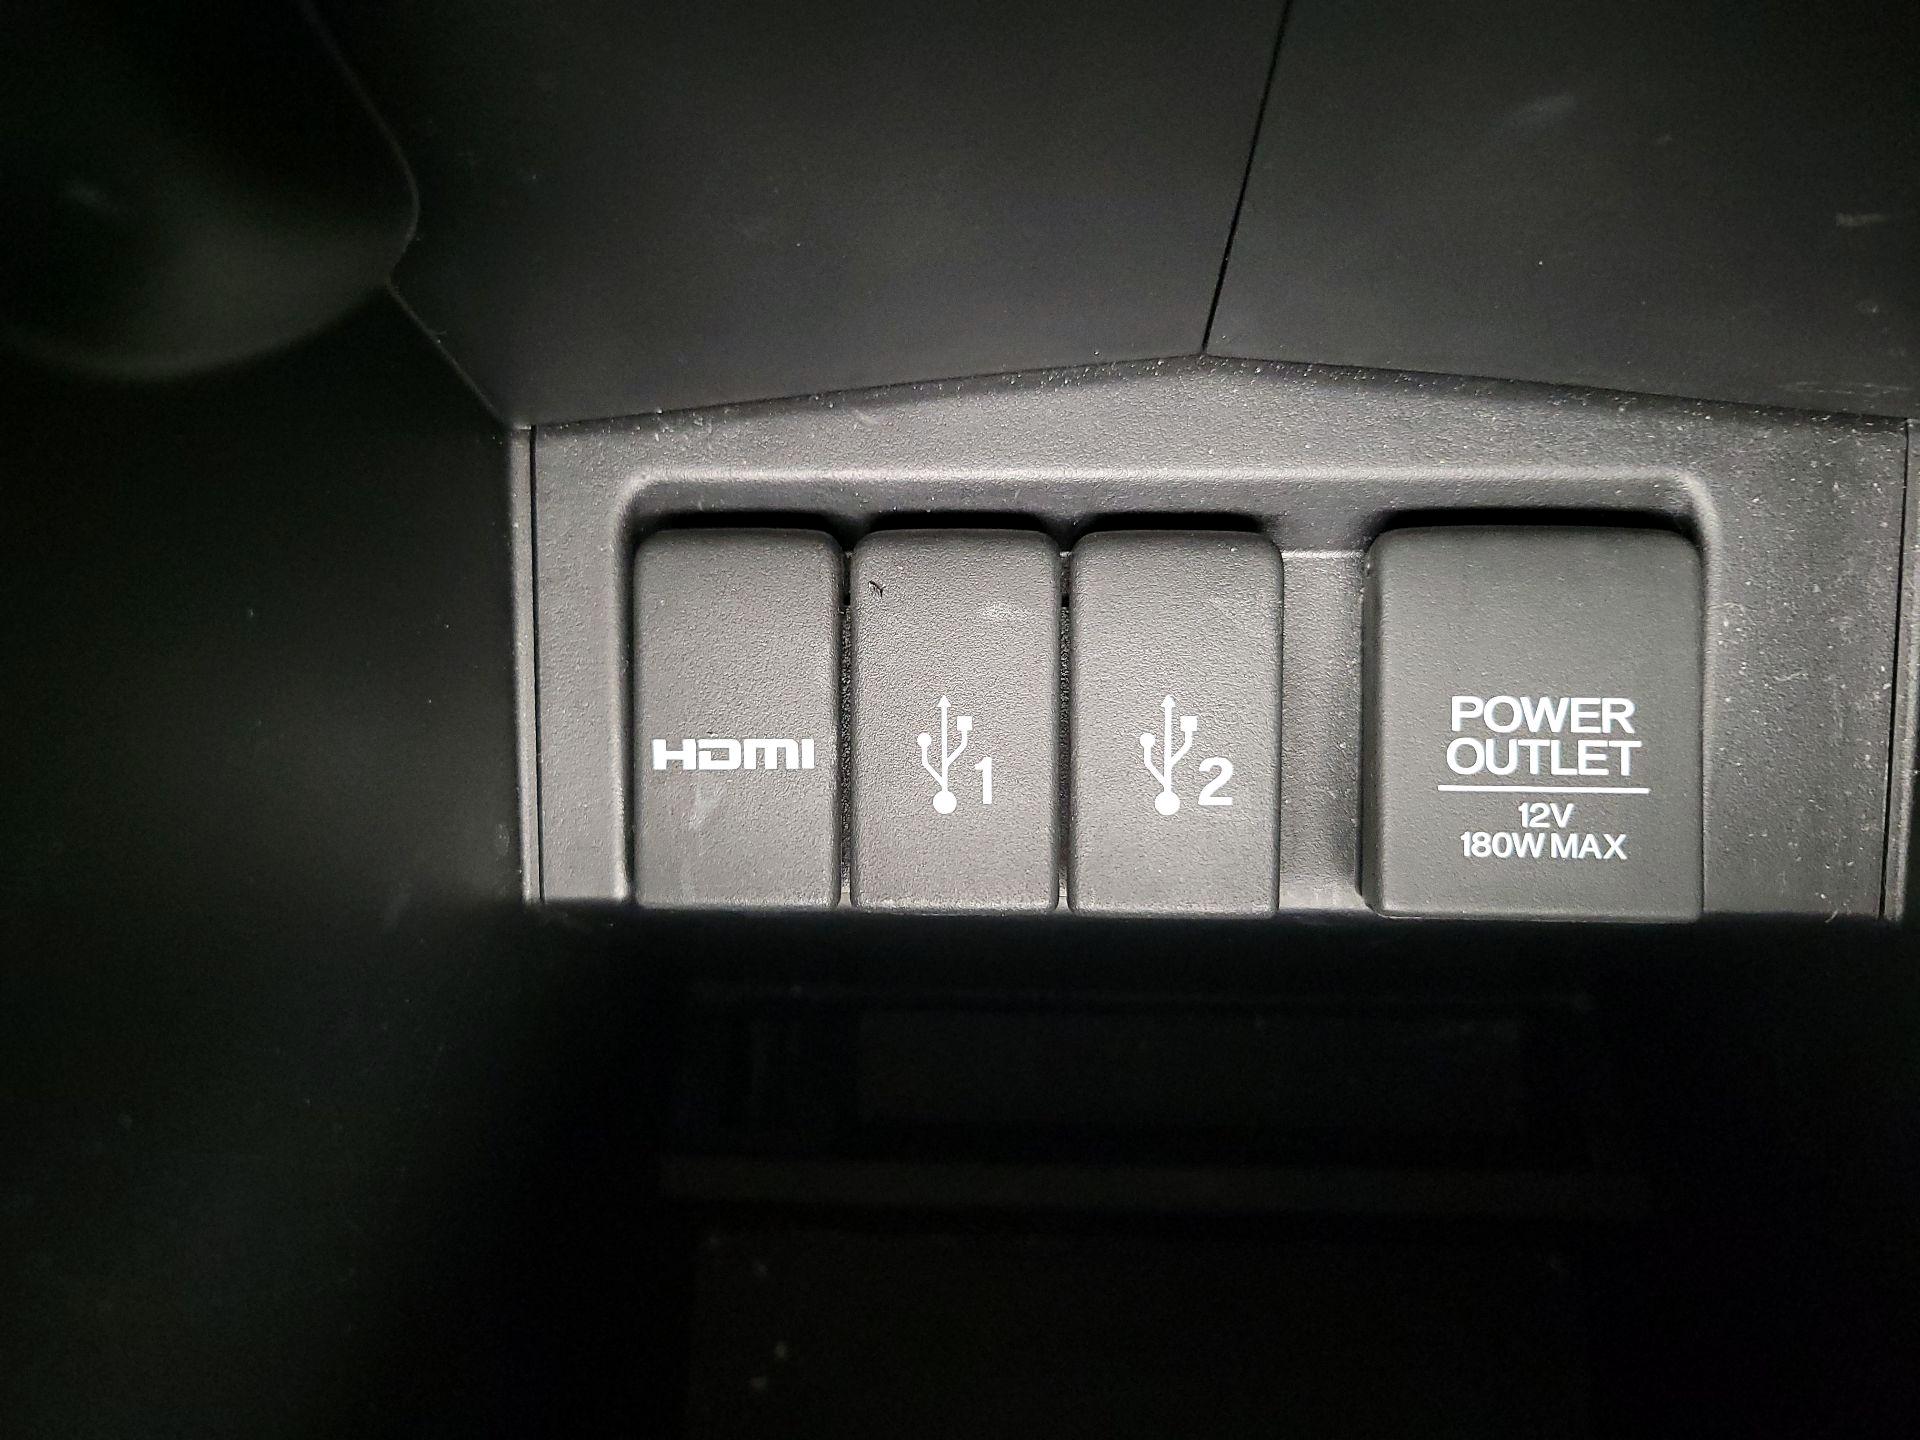 HDMI
1
2
POWER
OUTLET
12V
180W MAX